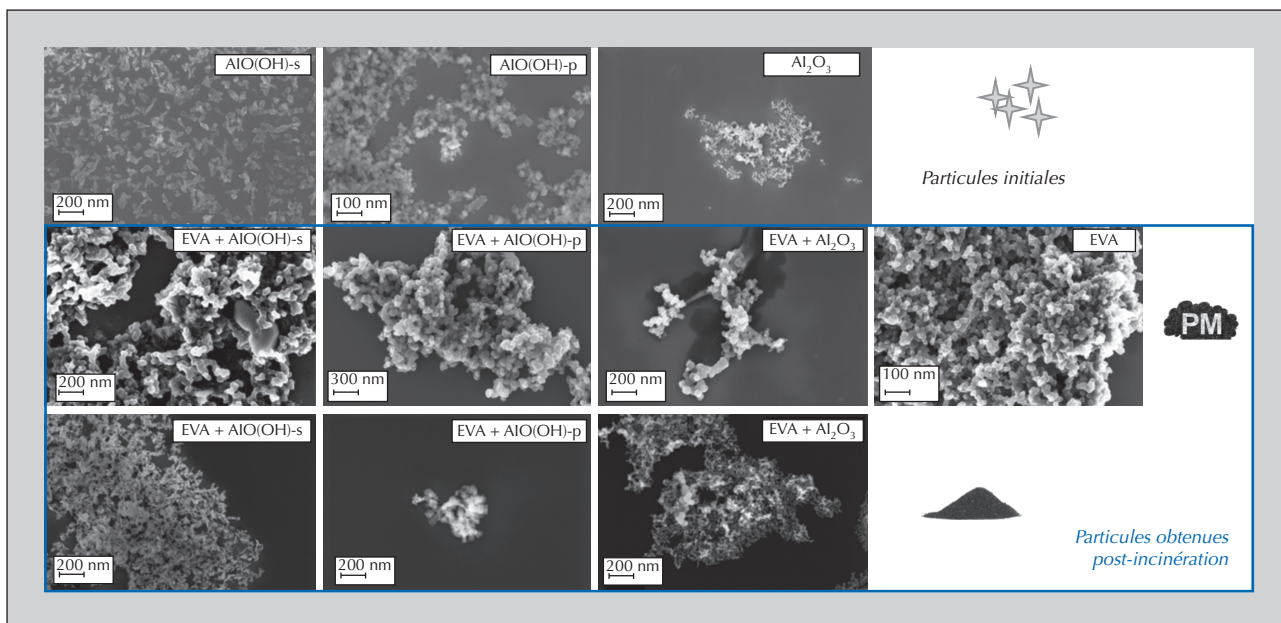 AlO(OH)-s
200 nm
AlO(OH)-p
100 nm
Al₂O₃
200 nm
Particules initiales
EVA + AlO(OH)-s
200 nm
EVA + AlO(OH)-p
300 nm
EVA + Al₂O₃
200 nm
EVA
100 nm
PM
EVA + AlO(OH)-s
200 nm
EVA + AlO(OH)-p
200 nm
EVA + Al₂O₃
200 nm
Particules obtenues
post-incinération